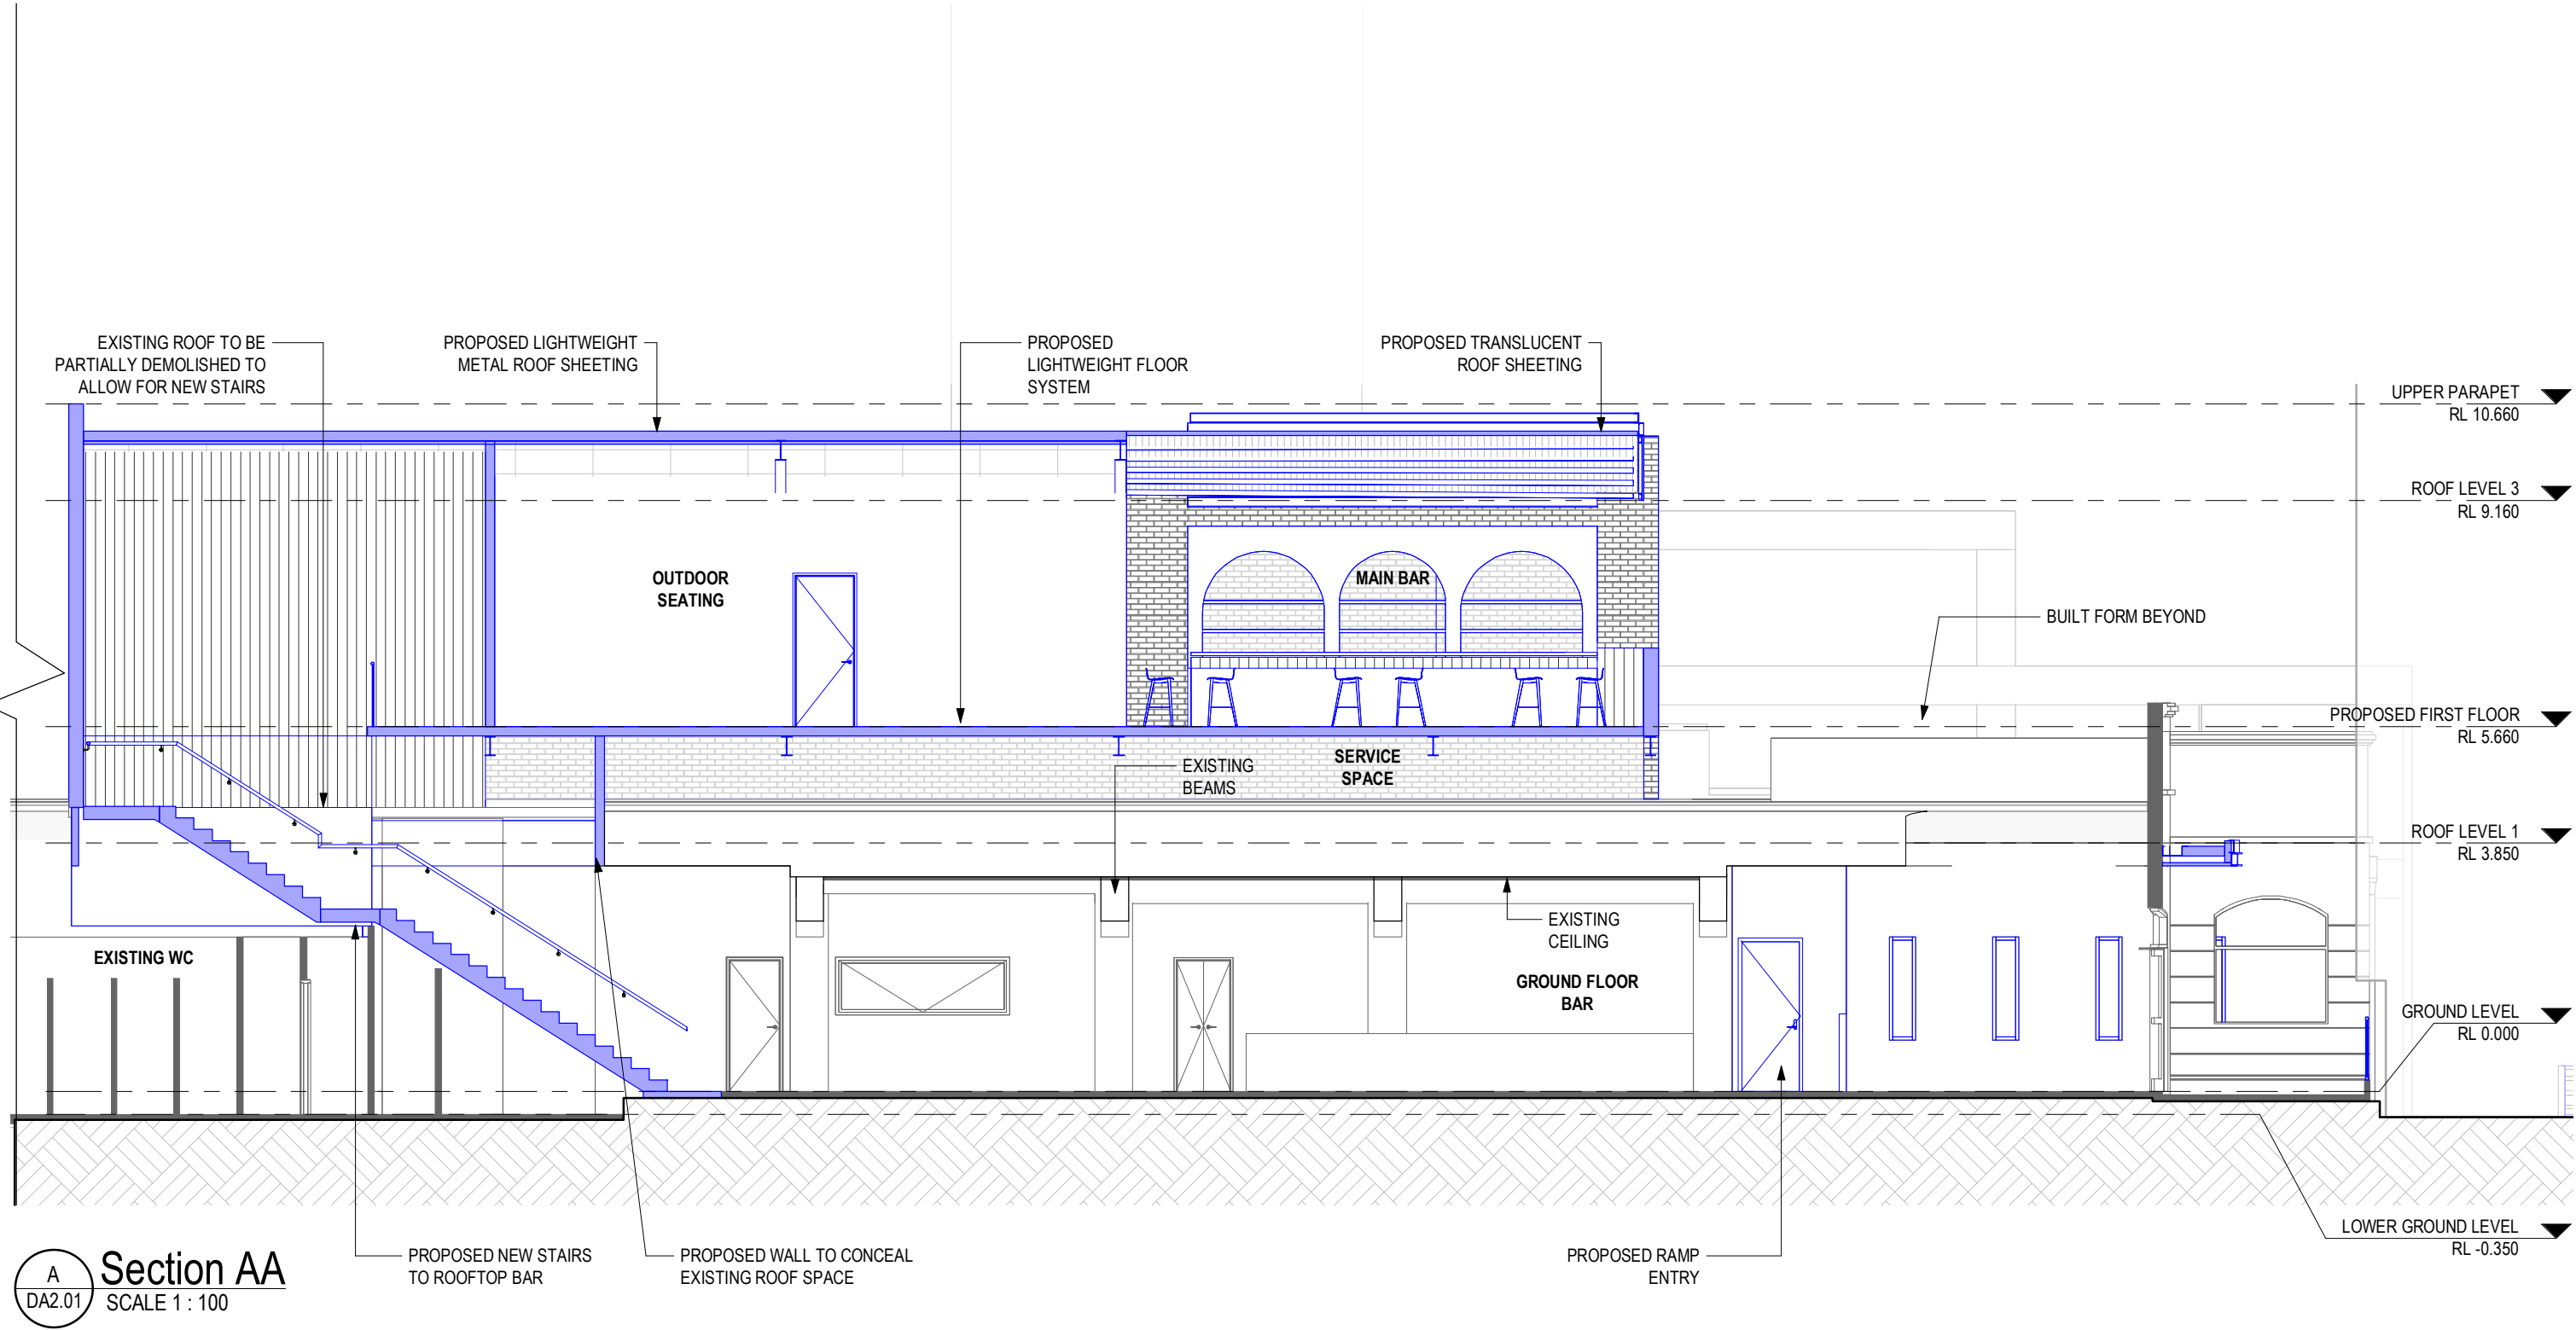 EXISTING ROOF TO BE
PARTIALLY DEMOLISHED TO
ALLOW FOR NEW STAIRS
PROPOSED LIGHTWEIGHT
METAL ROOF SHEETING
PROPOSED
LIGHTWEIGHT FLOOR
SYSTEM
PROPOSED TRANSLUCENT
ROOF SHEETING
UPPER PARAPET
RL 10.660
ROOF LEVEL 3
RL 9.160
OUTDOOR
SEATING
MAIN BAR
BUILT FORM BEYOND
PROPOSED FIRST FLOOR
RL 5.660
SERVICE
SPACE
EXISTING
BEAMS
ROOF LEVEL 1
RL 3.850
EXISTING
CEILING
EXISTING WC
GROUND FLOOR
BAR
GROUND LEVEL
RL 0.000
LOWER GROUND LEVEL
RL -0.350
PROPOSED NEW STAIRS
TO ROOFTOP BAR
PROPOSED WALL TO CONCEAL
EXISTING ROOF SPACE
PROPOSED RAMP
ENTRY
A
DA2.01
Section AA
SCALE 1 : 100